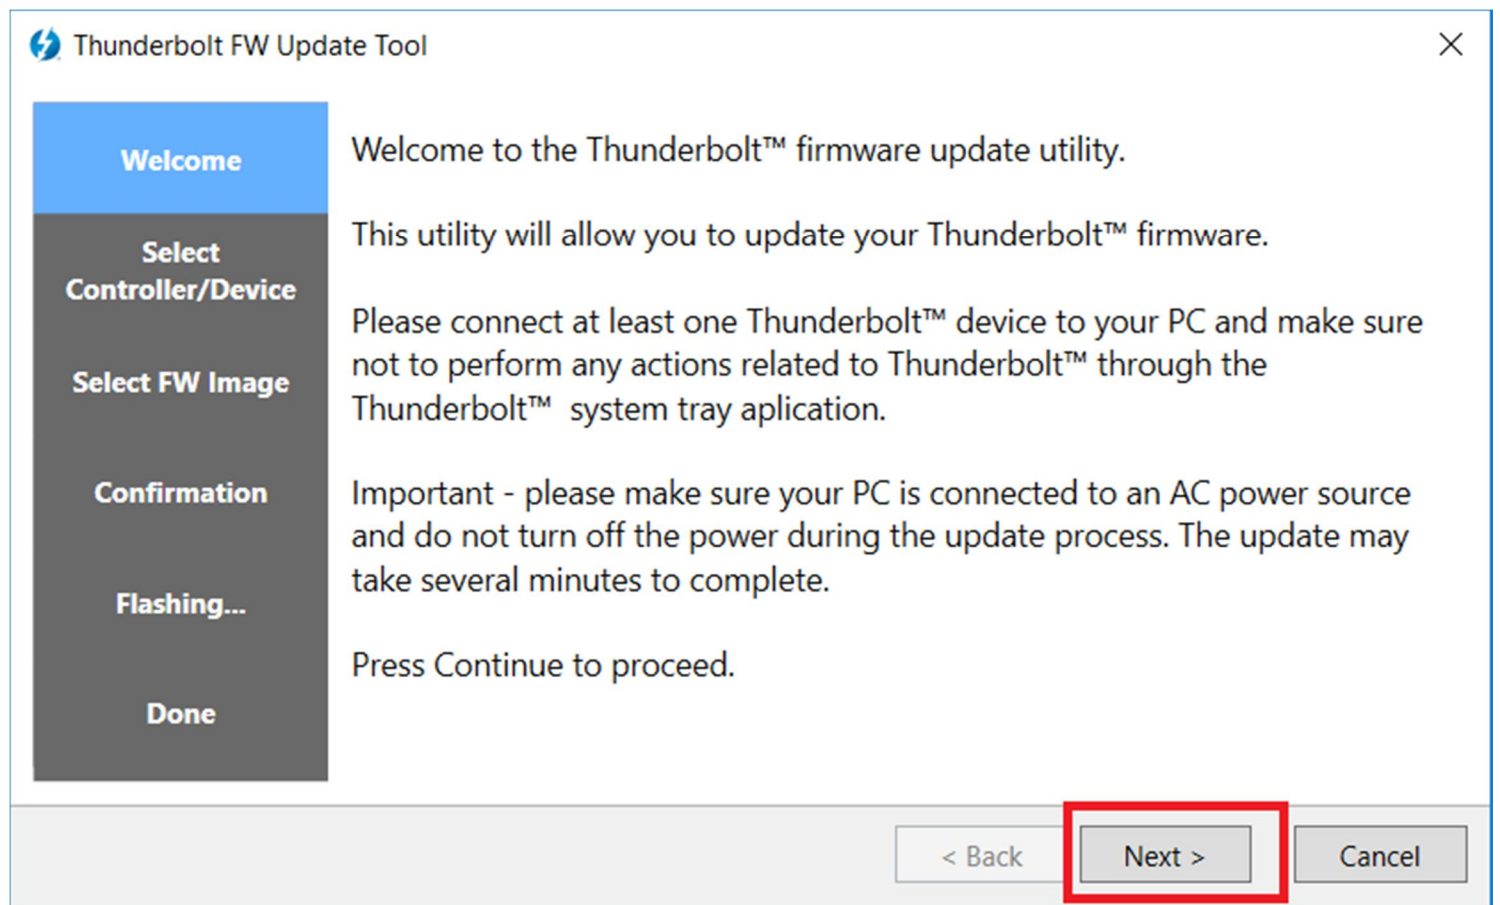 Thunderbolt FW Update Tool
Welcome
Select
Controller/Device
Select FW Image
Confirmation
Flashing...
Done
Welcome to the Thunderbolt™ firmware update utility.
This utility will allow you to update your Thunderbolt™ firmware.
Please connect at least one Thunderbolt™ device to your PC and make sure
not to perform any actions related to Thunderbolt™ through the
Thunderbolt™  system tray aplication.
Important - please make sure your PC is connected to an AC power source
and do not turn off the power during the update process. The update may
take several minutes to complete.
Press Continue to proceed.
< Back
Next >
Cancel